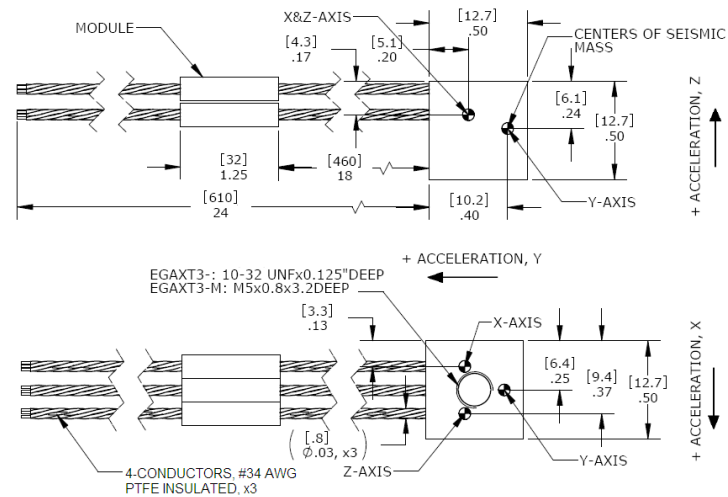 MODULE
X&Z-AXIS
[4.3]
.17
[5.1]
.20
[12.7]
.50
CENTERS OF SEISMIC
MASS
[6.1]
.24
[12.7]
.50
+ ACCELERATION, Z
[32]
1.25
[460]
18
[610]
24
[10.2]
.40
Y-AXIS
+ ACCELERATION, Y
EGAXT3-: 10-32 UNFx0.125"DEEP
EGAXT3-M: M5x0.8x3.2DEEP
[3.3]
.13
X-AXIS
[6.4]
.25
[9.4]
.37
[12.7]
.50
+ ACCELERATION, X
( [.8]
Ø.03, x3 )
Z-AXIS
Y-AXIS
4-CONDUCTORS, #34 AWG
PTFE INSULATED, x3